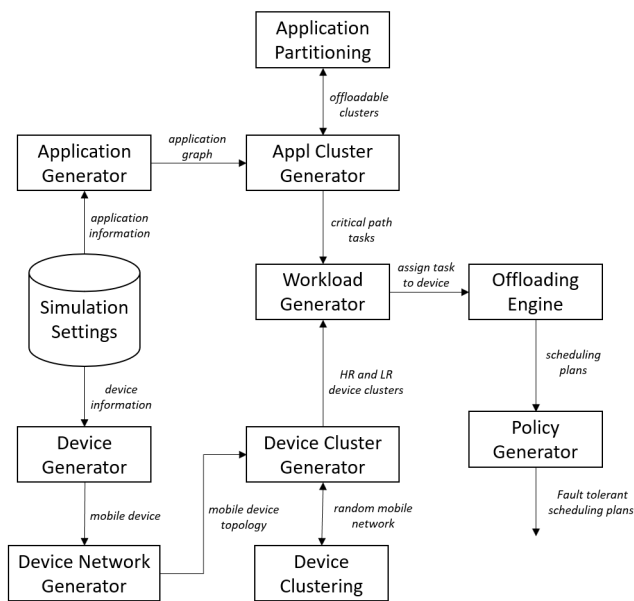 Application
Partitioning
offloadable
clusters
application
graph
Application
Generator
Appl Cluster
Generator
application
information
critical path
tasks
Simulation
Settings
Workload
Generator
assign task
to device
Offloading
Engine
device
information
HR and LR
device clusters
scheduling
plans
Device
Generator
Device Cluster
Generator
Policy
Generator
mobile device
mobile device
topology
random mobile
network
Fault tolerant
scheduling plans
Device Network
Generator
Device
Clustering